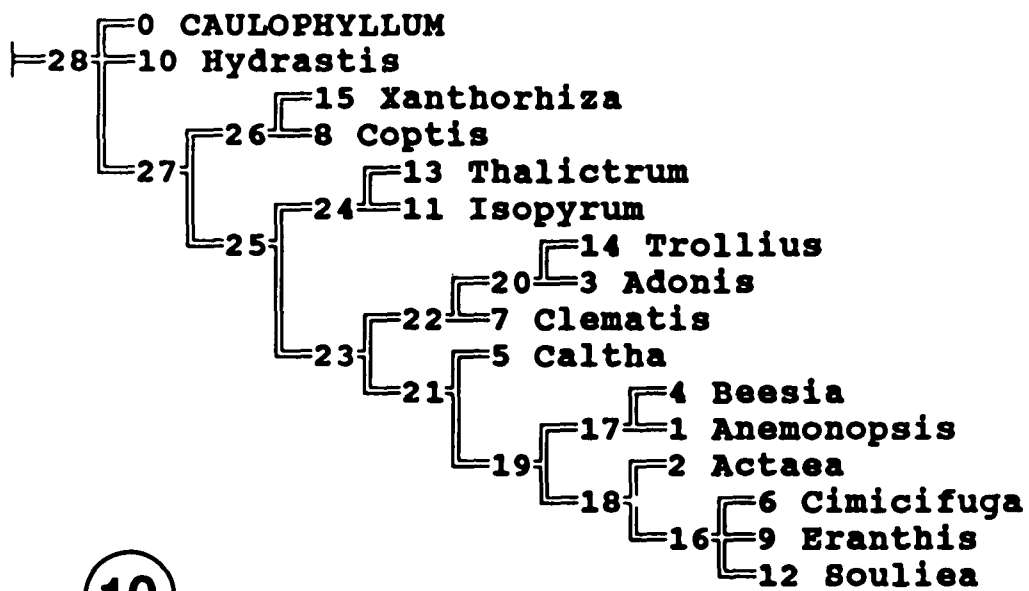 0 CAULOPHYLLUM
28 10 Hydrastis
15 Xanthorhiza
26 8 Coptis
27 13 Thalictrum
24 11 Isopyrum
25 14 Trollius
20 3 Adonis
22 7 Clematis
23 5 Caltha
21 4 Beesia
17 1 Anemonopsis
19 2 Actaea
18 6 Cimicifuga
16 9 Eranthis
12 Souliea